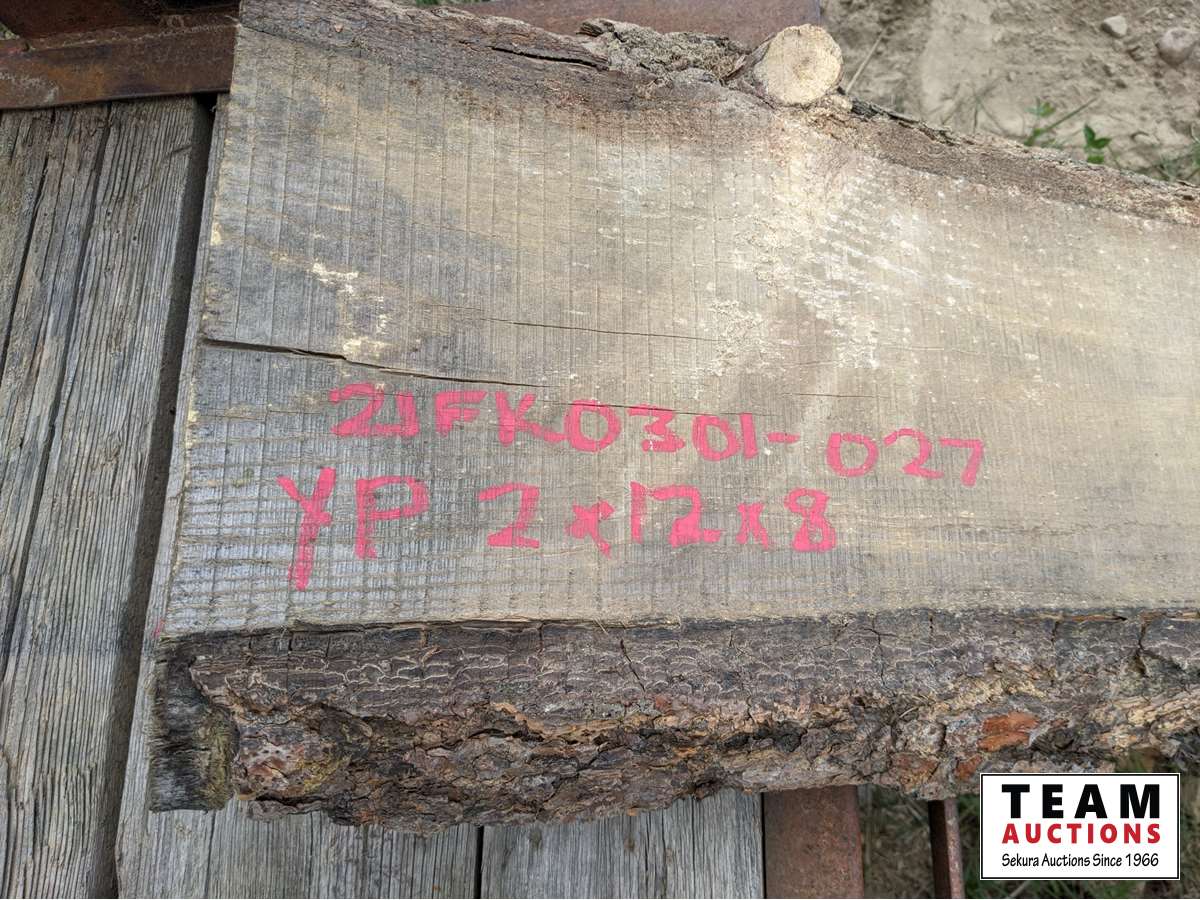 21FK0301-027
YP 2x12x8
TEAM
AUCTIONS
Sekura Auctions Since 1966